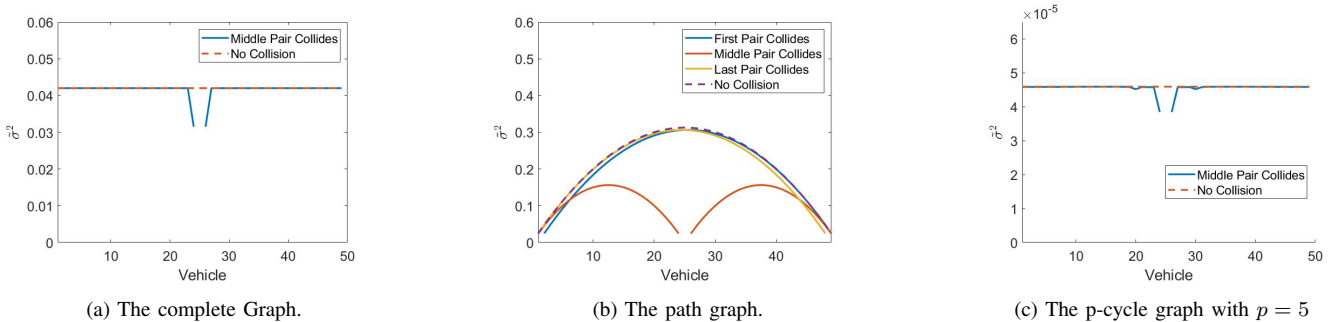 0.06
0.05
0.04
0.03
0.02
0.01
0
σ̃²
10 20 30 40 50
Vehicle
Middle Pair Collides
No Collision
(a) The complete Graph.
0.6
0.5
0.4
0.3
0.2
0.1
0
σ̃²
10 20 30 40
Vehicle
First Pair Collides
Middle Pair Collides
Last Pair Collides
No Collision
(b) The path graph.
×10⁻⁵
6
5
4
3
2
1
0
σ̃²
10 20 30 40 50
Vehicle
Middle Pair Collides
No Collision
(c) The p-cycle graph with p = 5